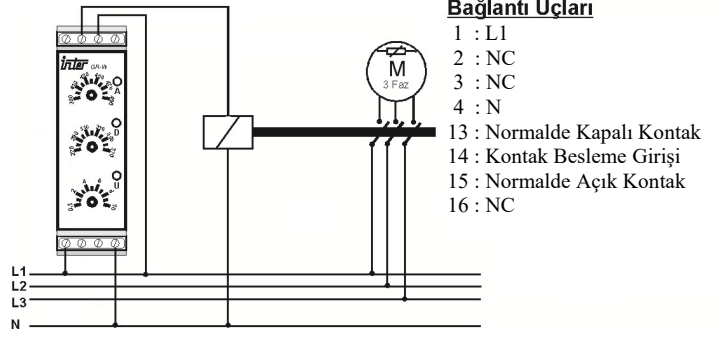 Bağlantı Uçları
1 : L1
2 : NC
3 : NC
4 : N
13 : Normalde Kapalı Kontak
14 : Kontak Besleme Girişi
15 : Normalde Açık Kontak
16 : NC
inter
A
D
U
M
3 Faz
L1
L2
L3
N